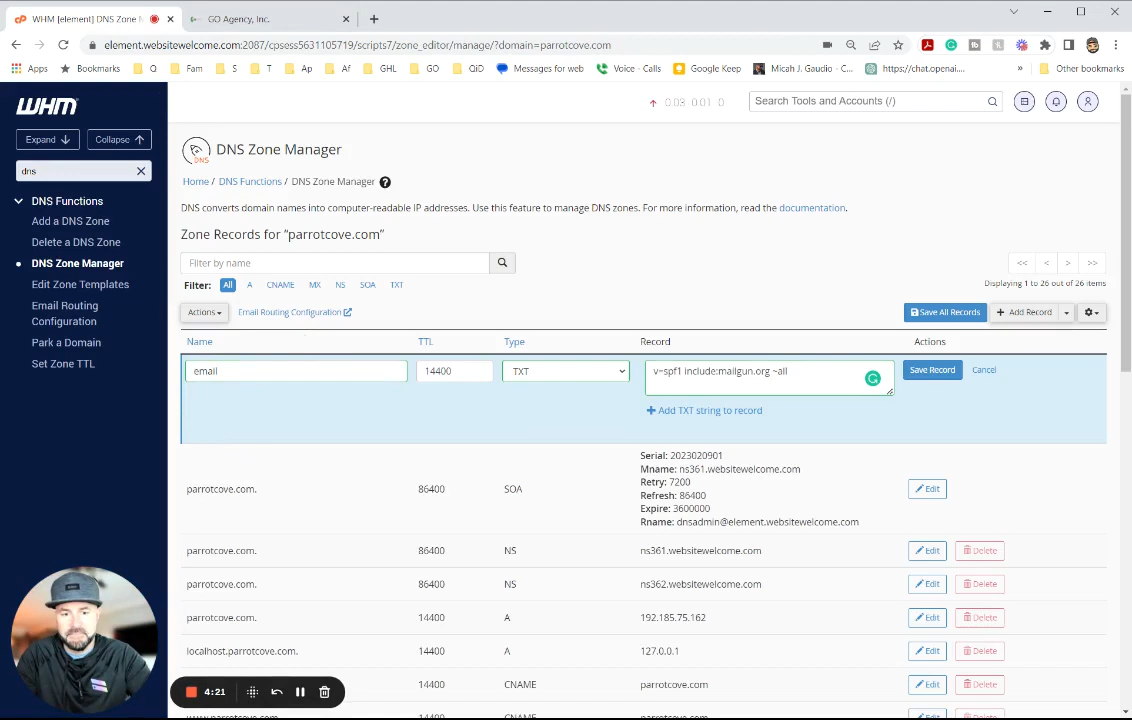 WHM [element] DNS Zone M
GO Agency, Inc.
element.websitewelcome.com:2087/cpsess5631105719/scripts7/zone_editor/manage/?domain=parrotcove.com
Apps Bookmarks Q Fam S T Ap Af GHL GO QiD Messages for web Voice - Calls Google Keep Micah J. Gaudio - C... https://chat.openai.... » Other bookmarks
WHM
0.03 0.01 0
Search Tools and Accounts (/)
Expand Collapse
dns
DNS Functions
Add a DNS Zone
Delete a DNS Zone
DNS Zone Manager
Edit Zone Templates
Email Routing
Configuration
Park a Domain
Set Zone TTL
DNS
DNS Zone Manager
Home / DNS Functions / DNS Zone Manager ?
DNS converts domain names into computer-readable IP addresses. Use this feature to manage DNS zones. For more information, read the documentation.
Zone Records for "parrotcove.com"
Filter by name
<< < > >>
Filter: All A CNAME MX NS SOA TXT
Displaying 1 to 26 out of 26 items
Actions Email Routing Configuration
Save All Records + Add Record
Name TTL Type Record Actions
email 14400 TXT v=spf1 include:mailgun.org ~all Save Record Cancel
+ Add TXT string to record
parrotcove.com. 86400 SOA
Serial: 2023020901
Mname: ns361.websitewelcome.com
Retry: 7200
Refresh: 86400
Expire: 3600000
Rname: dnsadmin@element.websitewelcome.com
Edit
parrotcove.com. 86400 NS ns361.websitewelcome.com Edit Delete
parrotcove.com. 86400 NS ns362.websitewelcome.com Edit Delete
parrotcove.com. 14400 A 192.185.75.162 Edit Delete
localhost.parrotcove.com. 14400 A 127.0.0.1 Edit Delete
14400 CNAME parrotcove.com Edit Delete
www.parrotcove.com. 14400 CNAME parrotcove.com Edit Delete
4:21